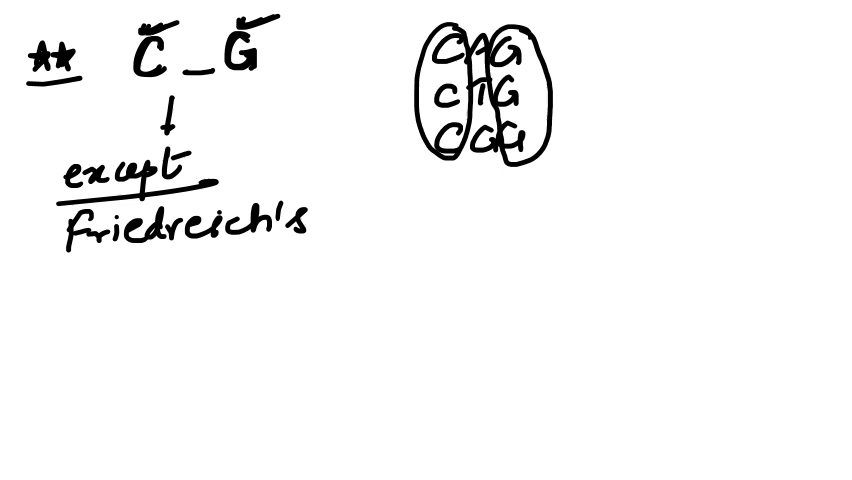 ** C _ G
except
Friedreich's
CAG
CTG
CGG